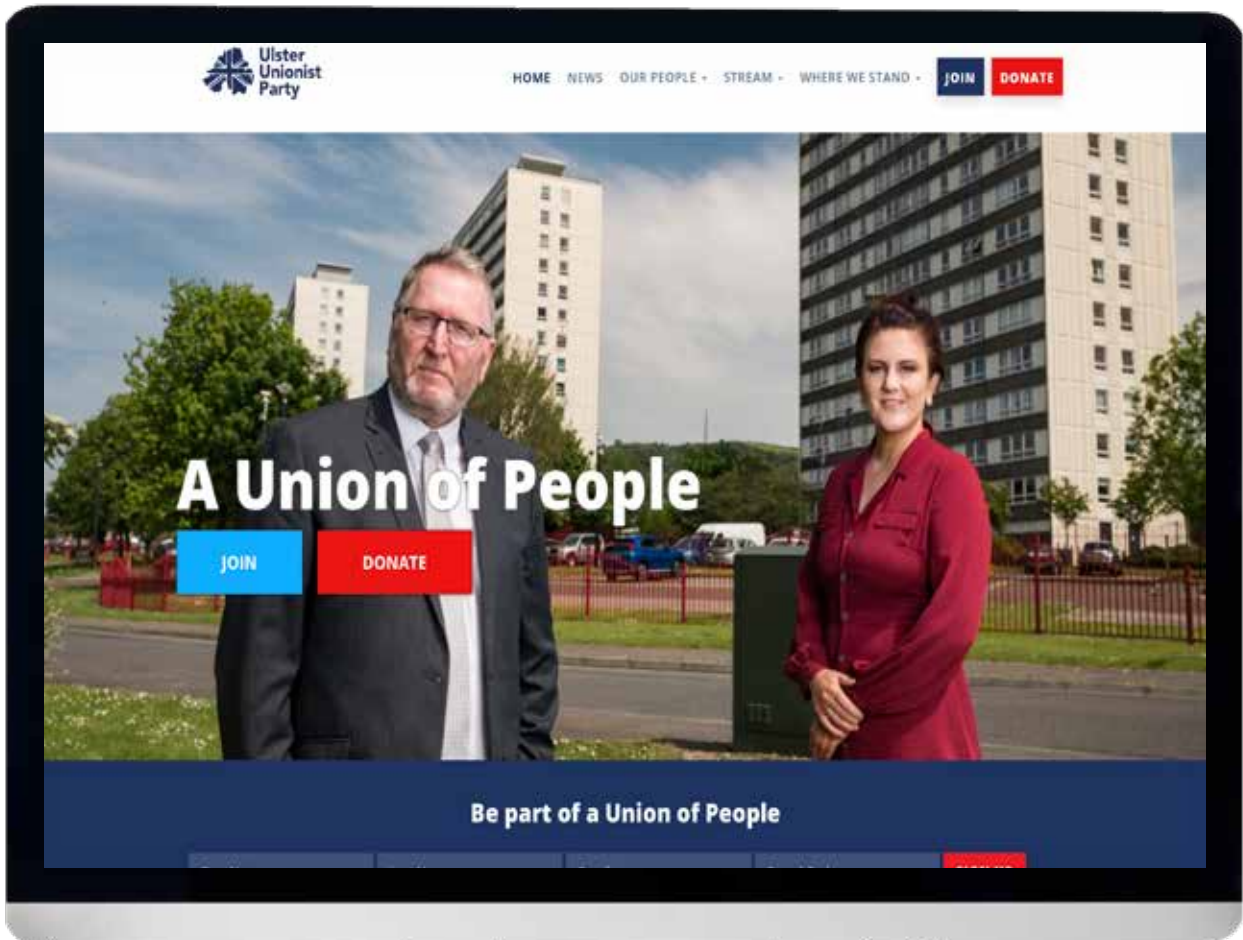 Ulster
Unionist
Party
HOME NEWS OUR PEOPLE STREAM WHERE WE STAND JOIN DONATE
A Union of People
JOIN DONATE
Be part of a Union of People